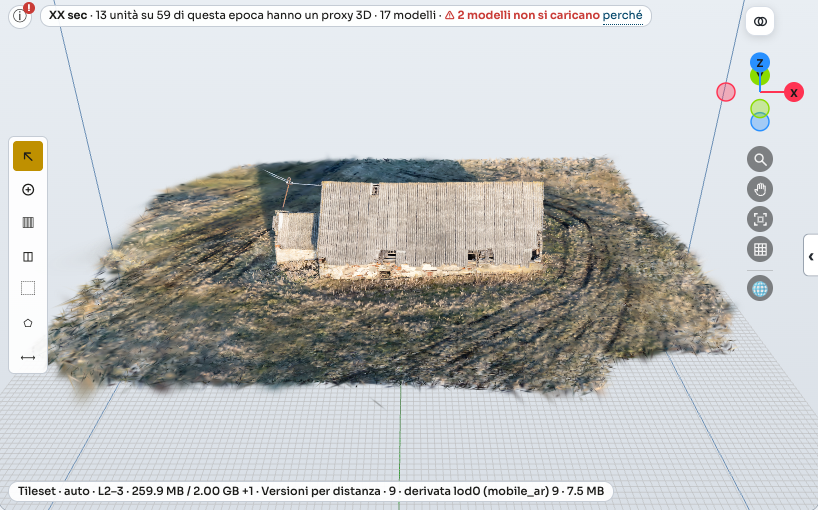 XX sec · 13 unità su 59 di questa epoca hanno un proxy 3D · 17 modelli · ⚠ 2 modelli non si caricano perché
Z
Y
X
Tileset · auto · L2–3 · 259.9 MB / 2.00 GB +1 · Versioni per distanza · 9 · derivata lod0 (mobile_ar) 9 · 7.5 MB